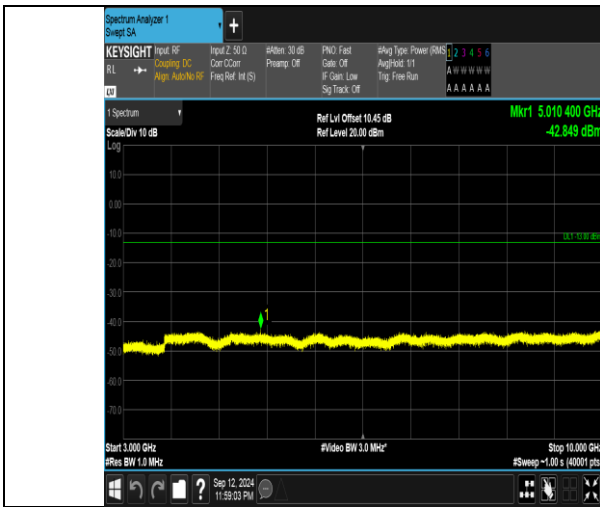 Spectrum Analyzer 1
Swept SA
+
KEYSIGHT
RL
LXI
Input: RF
Coupling: DC
Align: Auto/No RF
Input Z: 50 Ω
Corr CCorr
Freq Ref: Int (S)
#Atten: 30 dB
Preamp: Off
PNO: Fast
Gate: Off
IF Gain: Low
Sig Track: Off
#Avg Type: Power (RMS
Avg|Hold: 1/1
Trig: Free Run
1 2 3 4 5 6
A W W W W W
A A A A A A
1 Spectrum
Scale/Div 10 dB
Log
Ref Lvl Offset 10.45 dB
Ref Level 20.00 dBm
Mkr1 5.010 400 GHz
-42.849 dBm
10.0
0.00
-10.0
DL1 -13.00 dBm
-20.0
-30.0
-40.0
1
-50.0
-60.0
-70.0
Start 3.000 GHz
#Res BW 1.0 MHz
#Video BW 3.0 MHz*
Stop 10.000 GHz
#Sweep ~1.00 s (40001 pts
?
Sep 12, 2024
11:59:03 PM